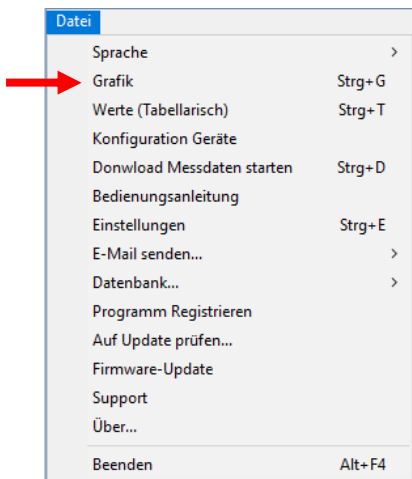 Datei
Sprache >
Grafik Strg+G
Werte (Tabellarisch) Strg+T
Konfiguration Geräte
Donwload Messdaten starten Strg+D
Bedienungsanleitung
Einstellungen Strg+E
E-Mail senden... >
Datenbank... >
Programm Registrieren
Auf Update prüfen...
Firmware-Update
Support
Über...
Beenden Alt+F4